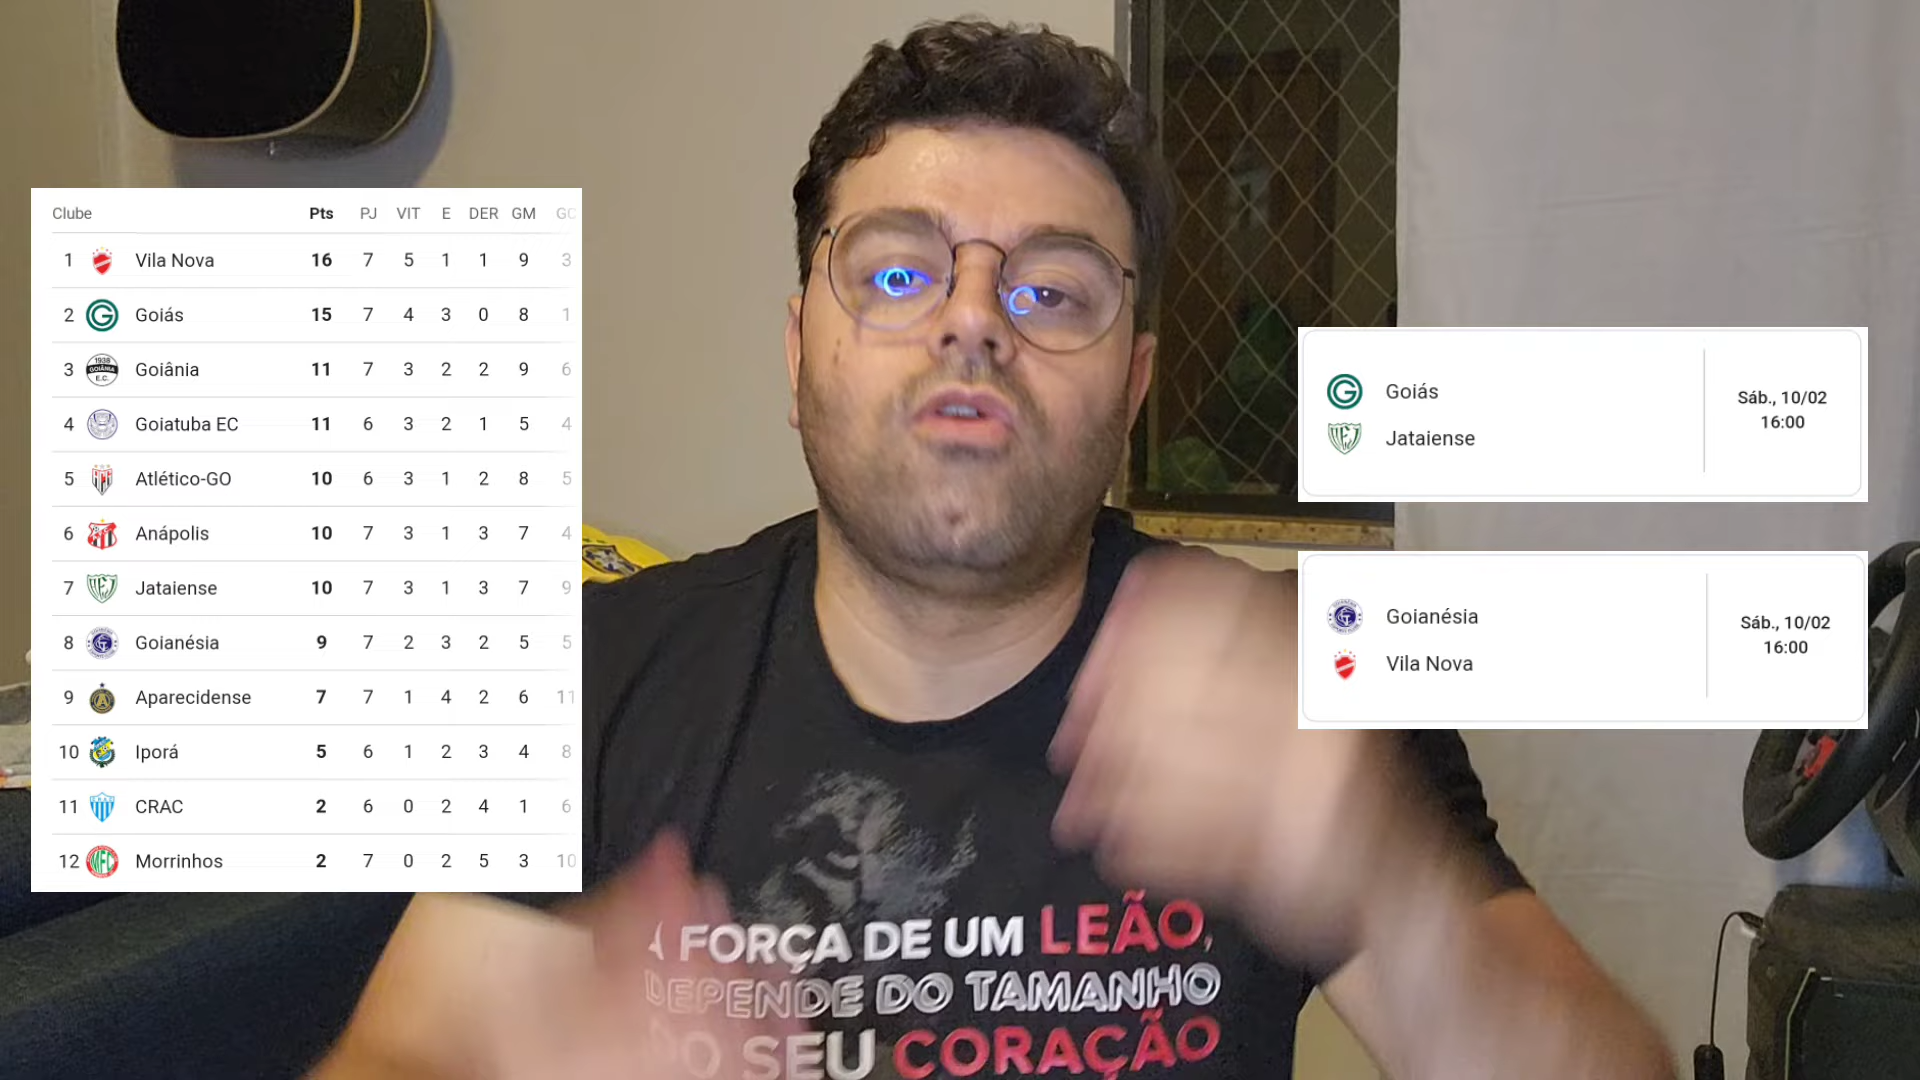 Clube Pts PJ VIT E DER GM GC
1 Vila Nova 16 7 5 1 1 9 3
2 Goiás 15 7 4 3 0 8 1
3 Goiânia 11 7 3 2 2 9 6
4 Goiatuba EC 11 6 3 2 1 5 4
5 Atlético-GO 10 6 3 1 2 8 5
6 Anápolis 10 7 3 1 3 7 4
7 Jataiense 10 7 3 1 3 7 9
8 Goianésia 9 7 2 3 2 5 5
9 Aparecidense 7 7 1 4 2 6 11
10 Iporá 5 6 1 2 3 4 8
11 CRAC 2 6 0 2 4 1 6
12 Morrinhos 2 7 0 2 5 3 10
Goiás
Jataiense
Sáb., 10/02
16:00
Goianésia
Vila Nova
Sáb., 10/02
16:00
A FORÇA DE UM LEÃO,
DEPENDE DO TAMANHO
DO SEU CORAÇÃO